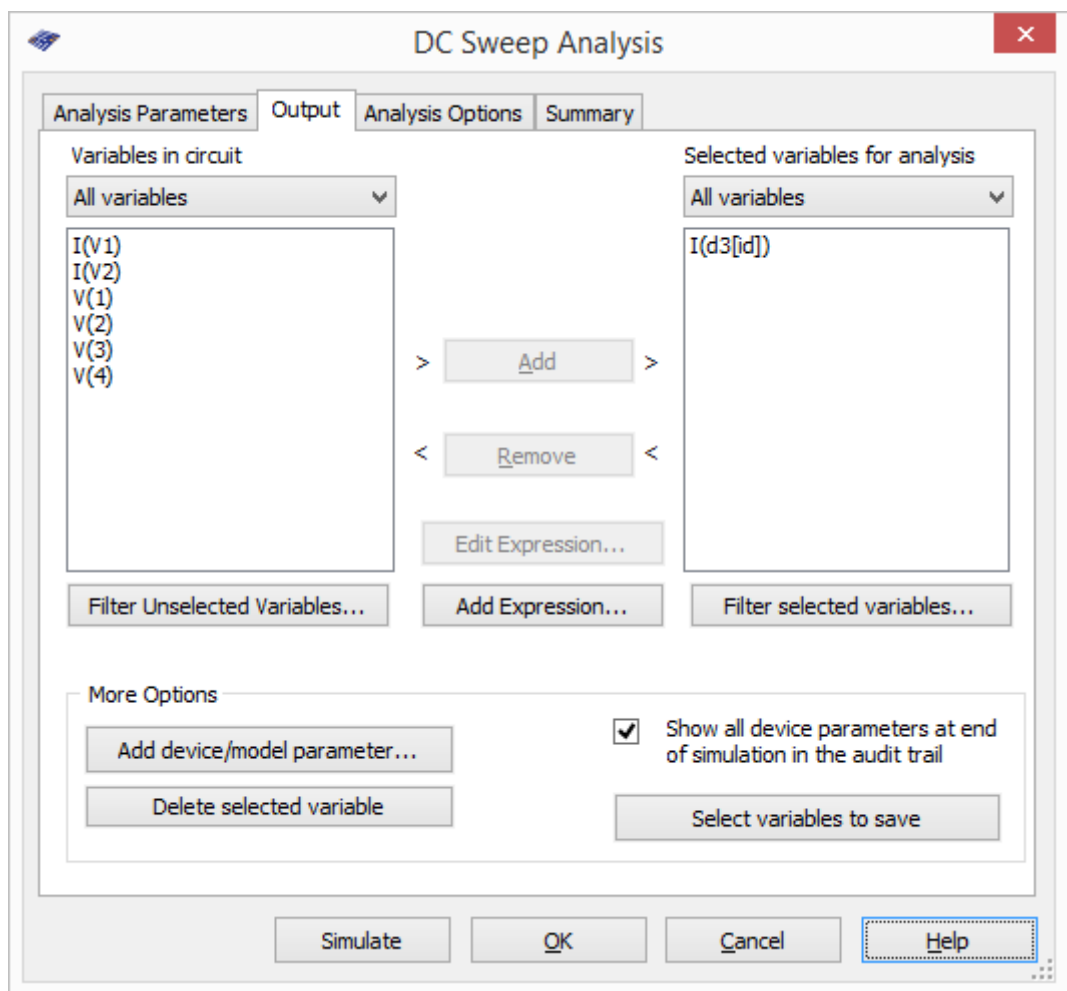 DC Sweep Analysis
Analysis Parameters
Output
Analysis Options
Summary
Variables in circuit
Selected variables for analysis
All variables
All variables
I(V1)
I(V2)
V(1)
V(2)
V(3)
V(4)
I(d3[id])
> Add >
< Remove <
Edit Expression...
Filter Unselected Variables...
Add Expression...
Filter selected variables...
More Options
Add device/model parameter...
Delete selected variable
Show all device parameters at end
of simulation in the audit trail
Select variables to save
Simulate
OK
Cancel
Help